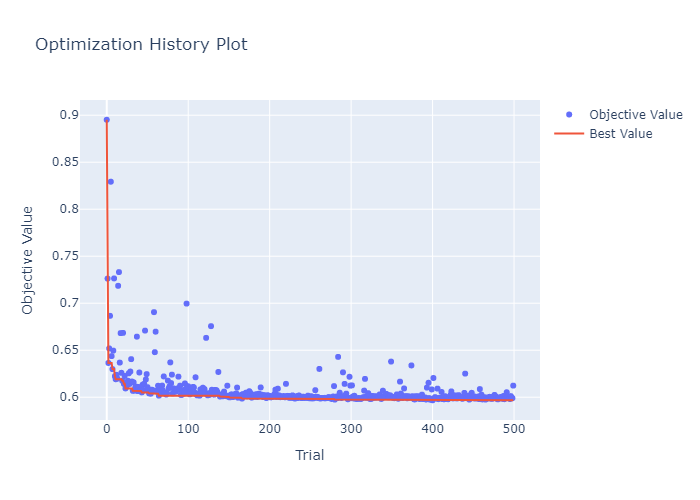 Optimization History Plot
Objective Value
Best Value
0.9
0.85
0.8
0.75
0.7
0.65
0.6
Objective Value
0
100
200
300
400
500
Trial